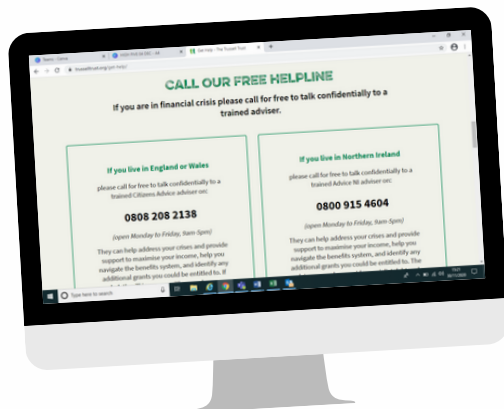 Get Help - The Trussell Trust
CALL OUR FREE HELPLINE
If you are in financial crisis please call for free to talk confidentially to a
trained adviser.
If you live in England or Wales
please call for free to talk confidentially to a
trained Citizens Advice adviser on:
0808 208 2138
(open Monday to Friday, 9am-5pm)
They can help address your crises and provide
support to maximise your income, help you
navigate the benefits system, and identify any
additional grants you could be entitled to. If
If you live in Northern Ireland
please call for free to talk confidentially to a
trained Advice NI adviser on:
0800 915 4604
(open Monday to Friday, 9am-5pm)
They can help address your crises and provide
support to maximise your income, help you
navigate the benefits system, and identify any
additional grants you could be entitled to. The
Type here to search